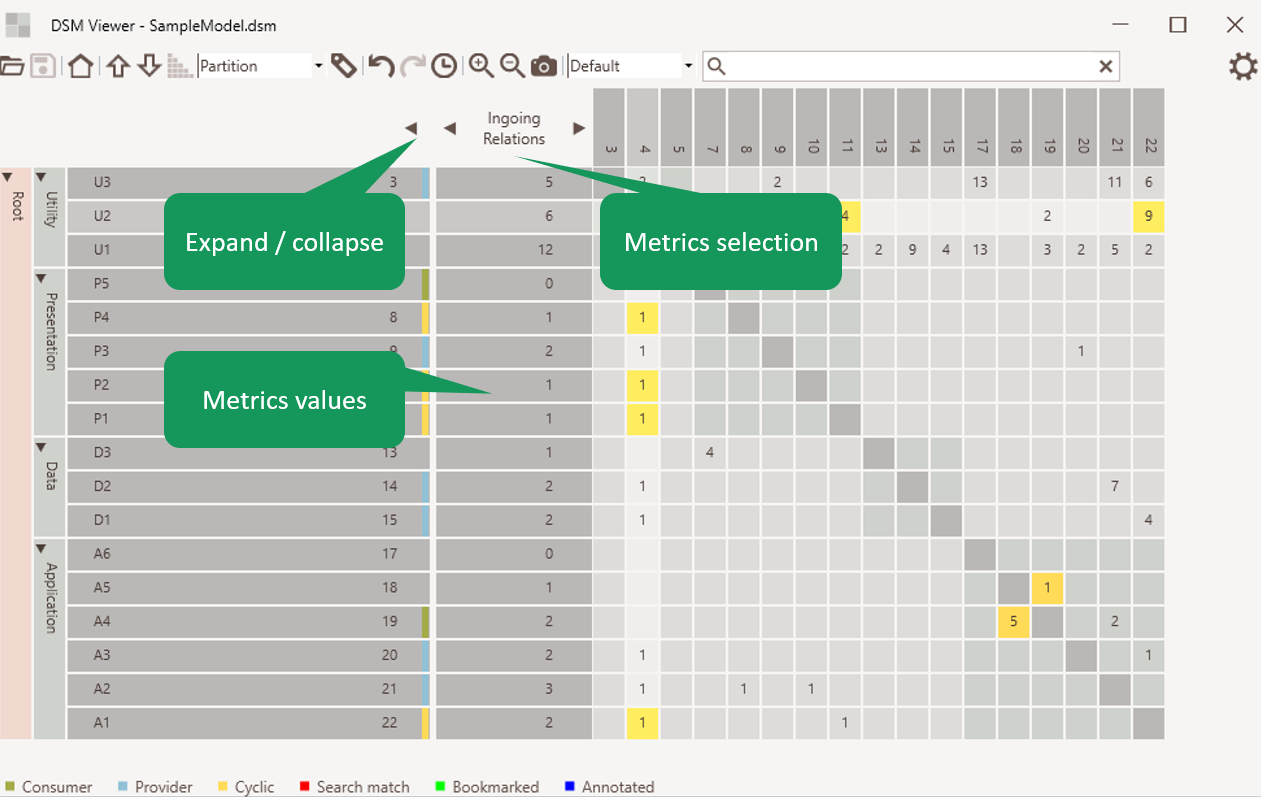 DSM Viewer - SampleModel.dsm
Partition
Default
Ingoing
Relations
3 4 5 7 8 9 10 11 13 14 15 17 18 19 20 21 22
Root
Utility
U3 3 5 2 13 11 6
U2 6 4 2 9
U1 12 2 2 9 4 13 3 2 5 2
Expand / collapse
Metrics selection
Presentation
P5 0
P4 8 1 1
P3 9 2 1 1
P2 1 1
P1 1 1
Metrics values
Data
D3 13 1 4
D2 14 2 1 7
D1 15 2 1 4
Application
A6 17 0
A5 18 1 1
A4 19 2 5 2
A3 20 2 1 1
A2 21 3 1 1 1
A1 22 2 1 1
Consumer Provider Cyclic Search match Bookmarked Annotated